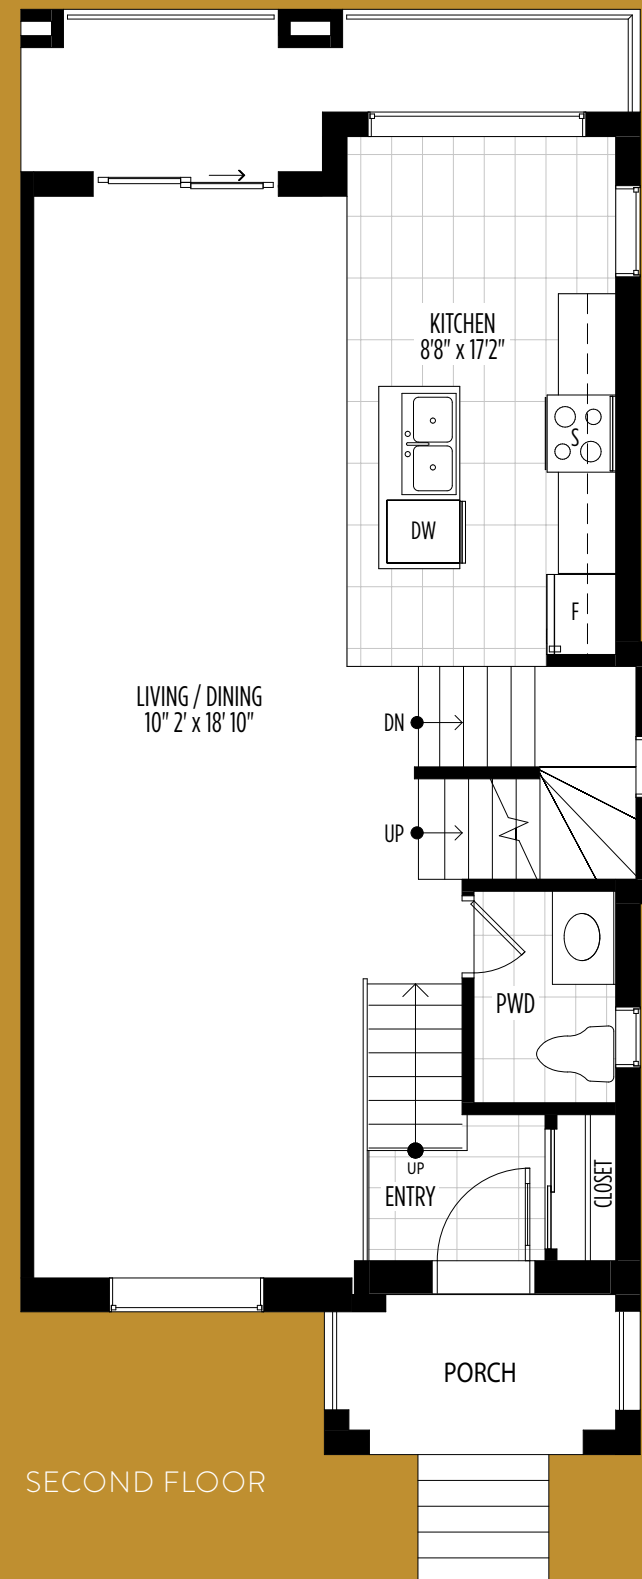 KITCHEN
8'8" x 17'2"
S
DW
F
LIVING / DINING
10" 2' x 18' 10"
DN
UP
PWD
UP
ENTRY
CLOSET
PORCH
SECOND FLOOR